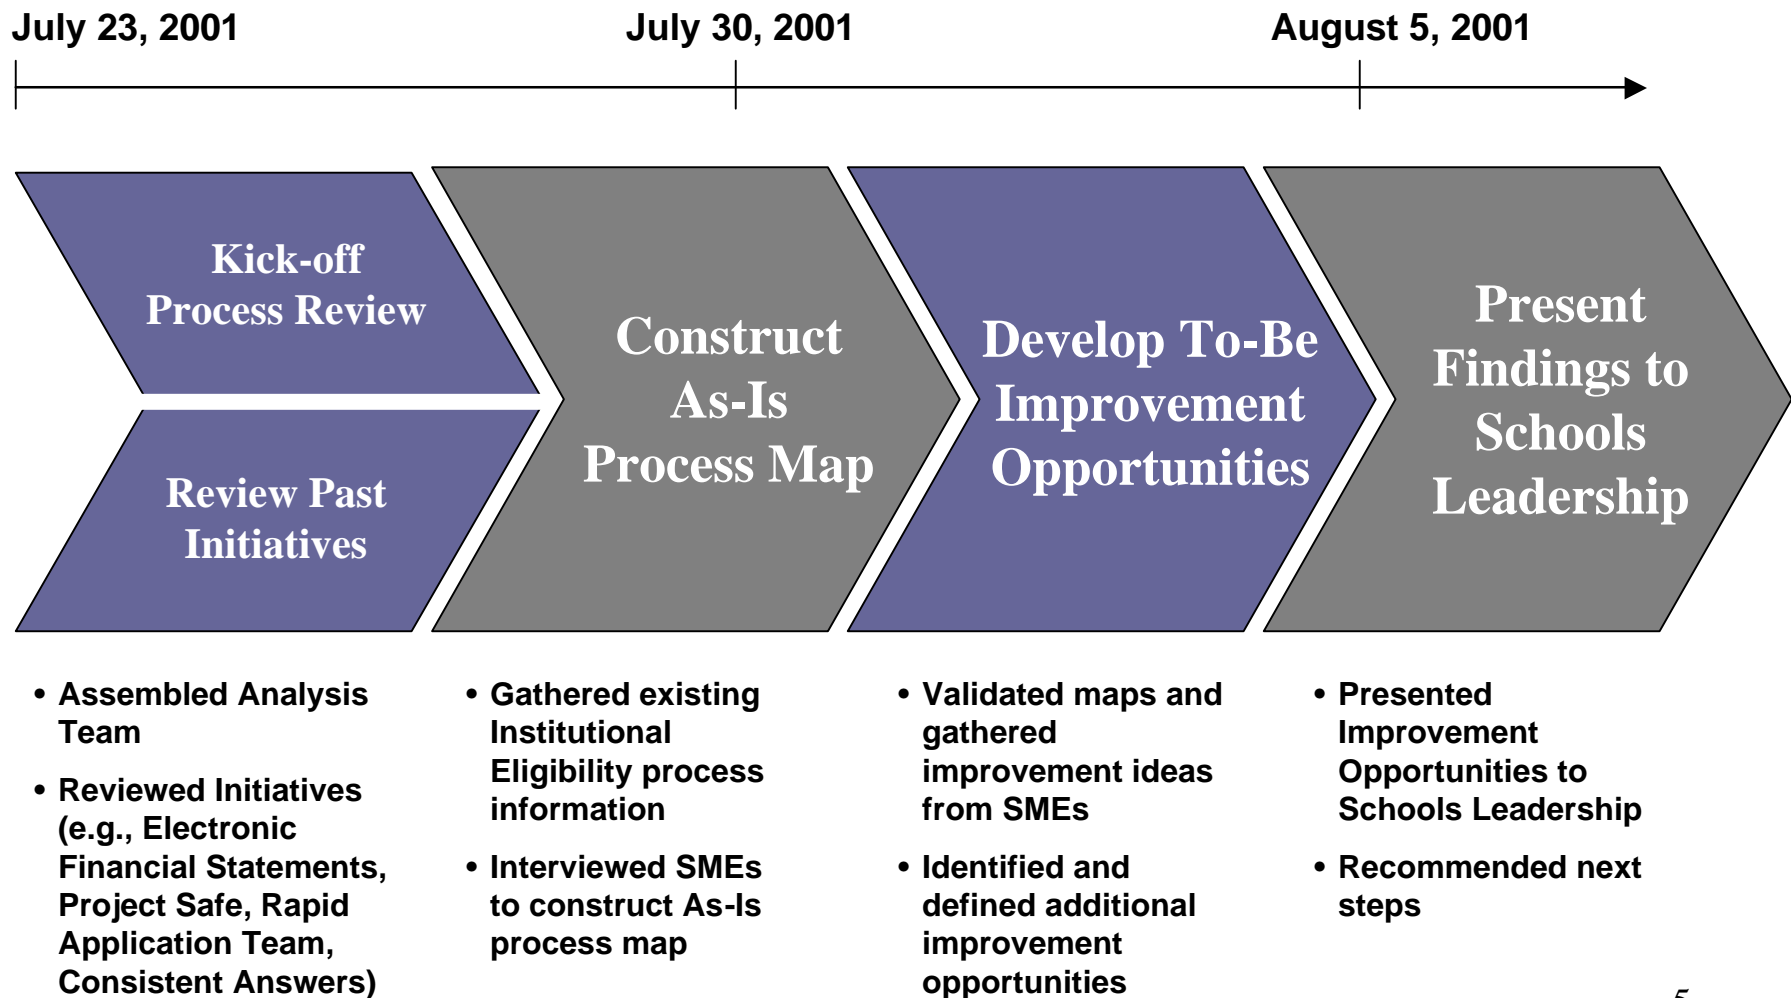 July 23, 2001
July 30, 2001
August 5, 2001
Kick-off
Process Review
Review Past
Initiatives
Construct
As-Is
Process Map
Develop To-Be
Improvement
Opportunities
Present
Findings to
Schools
Leadership
• Assembled Analysis
Team
• Reviewed Initiatives
(e.g., Electronic
Financial Statements,
Project Safe, Rapid
Application Team,
Consistent Answers)
• Gathered existing
Institutional
Eligibility process
information
• Interviewed SMEs
to construct As-Is
process map
• Validated maps and
gathered
improvement ideas
from SMEs
• Identified and
defined additional
improvement
opportunities
• Presented
Improvement
Opportunities to
Schools Leadership
• Recommended next
steps
5